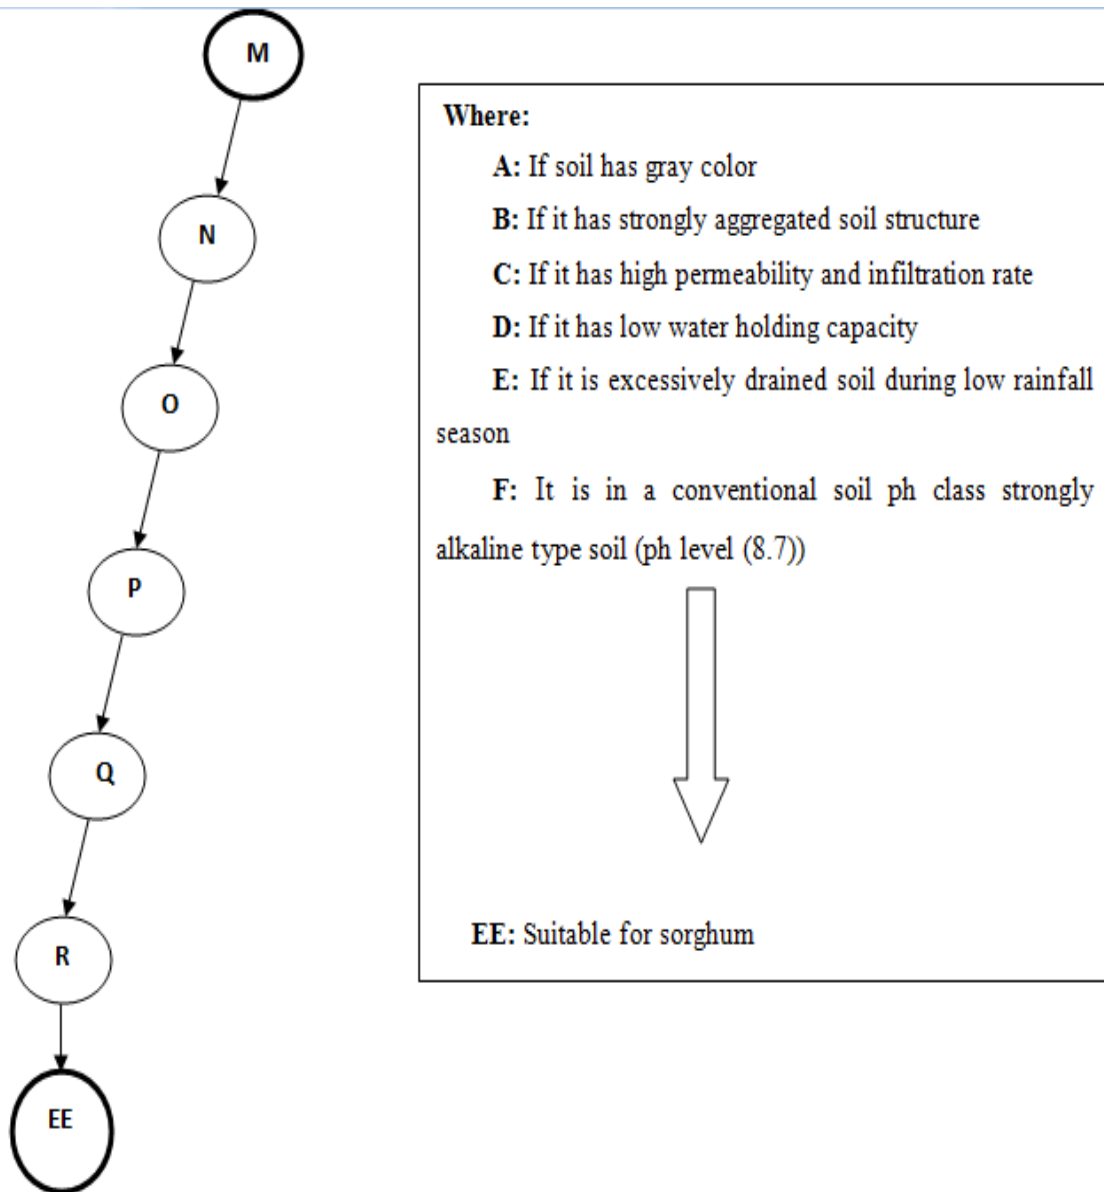 M
N
O
P
Q
R
EE
Where:
A: If soil has gray color
B: If it has strongly aggregated soil structure
C: If it has high permeability and infiltration rate
D: If it has low water holding capacity
E: If it is excessively drained soil during low rainfall
season
F: It is in a conventional soil ph class strongly
alkaline type soil (ph level (8.7))
EE: Suitable for sorghum